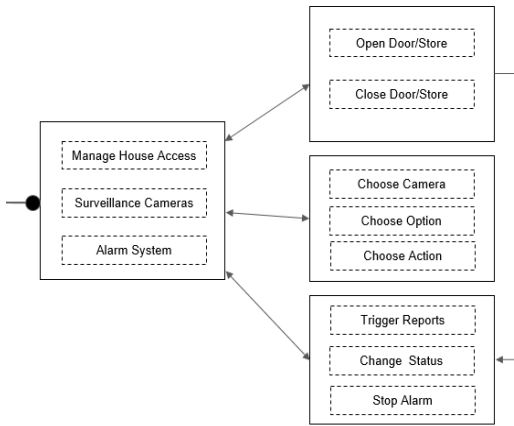 Manage House Access
Surveillance Cameras
Alarm System
Open Door/Store
Close Door/Store
Choose Camera
Choose Option
Choose Action
Trigger Reports
Change Status
Stop Alarm